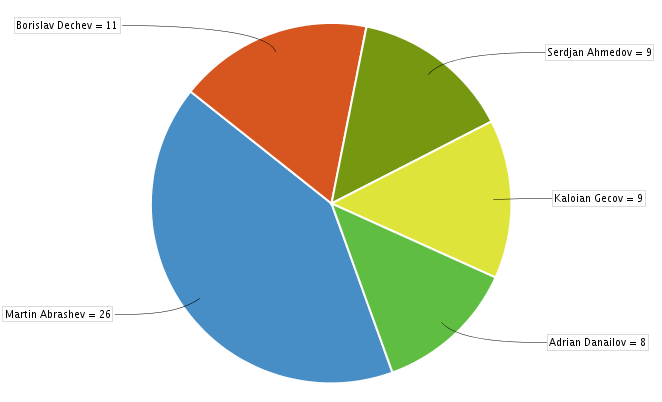 Borislav Dechev = 11
Serdjan Ahmedov = 9
Kaloian Gecov = 9
Martin Abrashev = 26
Adrian Danailov = 8